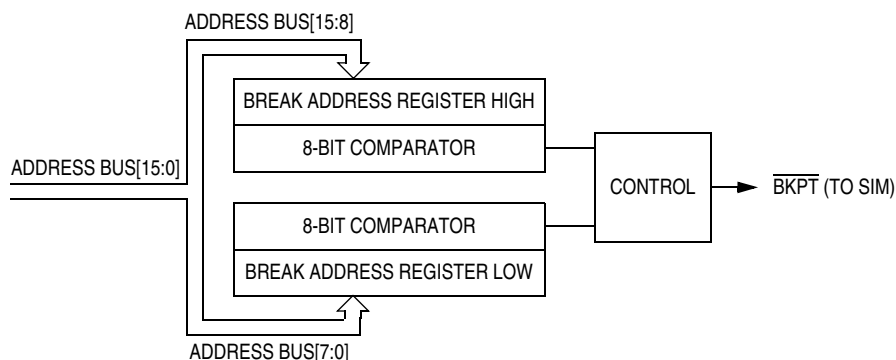 ADDRESS BUS[15:8]
BREAK ADDRESS REGISTER HIGH
8-BIT COMPARATOR
ADDRESS BUS[15:0]
CONTROL
BKPT (TO SIM)
8-BIT COMPARATOR
BREAK ADDRESS REGISTER LOW
ADDRESS BUS[7:0]